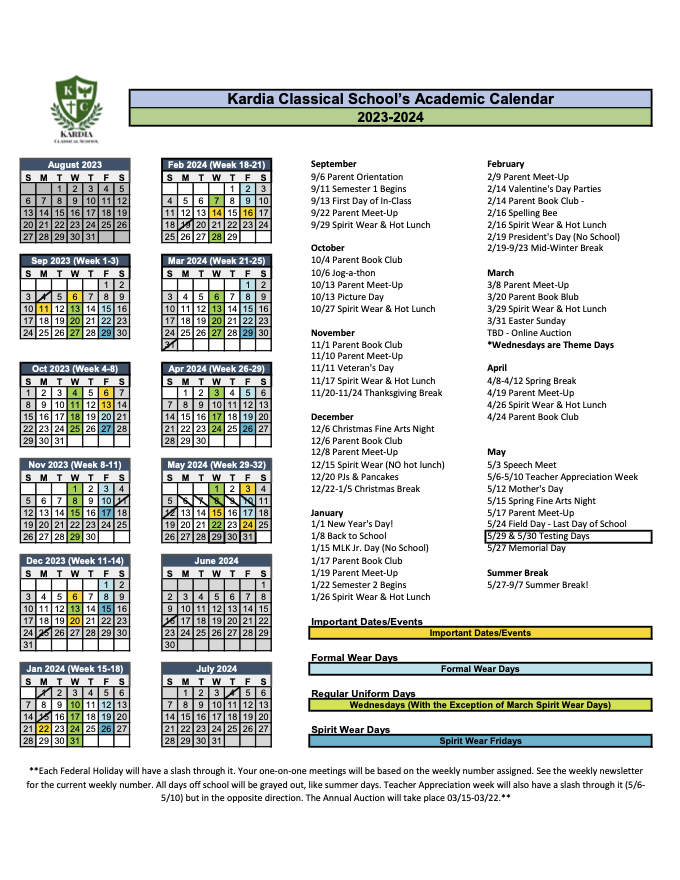 KC
KARDIA
CLASSICAL SCHOOL
Kardia Classical School's Academic Calendar
2023-2024
August 2023
S M T W T F S
1 2 3 4 5
6 7 8 9 10 11 12
13 14 15 16 17 18 19
20 21 22 23 24 25 26
27 28 29 30 31
Sep 2023 (Week 1-3)
S M T W T F S
1 2
3 4 5 6 7 8 9
10 11 12 13 14 15 16
17 18 19 20 21 22 23
24 25 26 27 28 29 30
Oct 2023 (Week 4-8)
S M T W T F S
1 2 3 4 5 6 7
8 9 10 11 12 13 14
15 16 17 18 19 20 21
22 23 24 25 26 27 28
29 30 31
Nov 2023 (Week 8-11)
S M T W T F S
1 2 3 4
5 6 7 8 9 10 11
12 13 14 15 16 17 18
19 20 21 22 23 24 25
26 27 28 29 30
Dec 2023 (Week 11-14)
S M T W T F S
1 2
3 4 5 6 7 8 9
10 11 12 13 14 15 16
17 18 19 20 21 22 23
24 25 26 27 28 29 30
31
Jan 2024 (Week 15-18)
S M T W T F S
1 2 3 4 5 6
7 8 9 10 11 12 13
14 15 16 17 18 19 20
21 22 23 24 25 26 27
28 29 30 31
Feb 2024 (Week 18-21)
S M T W T F S
1 2 3
4 5 6 7 8 9 10
11 12 13 14 15 16 17
18 19 20 21 22 23 24
25 26 27 28 29
Mar 2024 (Week 21-25)
S M T W T F S
1 2
3 4 5 6 7 8 9
10 11 12 13 14 15 16
17 18 19 20 21 22 23
24 25 26 27 28 29 30
31
Apr 2024 (Week 26-29)
S M T W T F S
1 2 3 4 5 6
7 8 9 10 11 12 13
14 15 16 17 18 19 20
21 22 23 24 25 26 27
28 29 30
May 2024 (Week 29-32)
S M T W T F S
1 2 3 4
5 6 7 8 9 10 11
12 13 14 15 16 17 18
19 20 21 22 23 24 25
26 27 28 29 30 31
June 2024
S M T W T F S
1
2 3 4 5 6 7 8
9 10 11 12 13 14 15
16 17 18 19 20 21 22
23 24 25 26 27 28 29
30
July 2024
S M T W T F S
1 2 3 4 5 6
7 8 9 10 11 12 13
14 15 16 17 18 19 20
21 22 23 24 25 26 27
28 29 30 31
September
9/6 Parent Orientation
9/11 Semester 1 Begins
9/13 First Day of In-Class
9/22 Parent Meet-Up
9/29 Spirit Wear & Hot Lunch
October
10/4 Parent Book Club
10/6 Jog-a-thon
10/13 Parent Meet-Up
10/13 Picture Day
10/27 Spirit Wear & Hot Lunch
November
11/1 Parent Book Club
11/10 Parent Meet-Up
11/11 Veteran's Day
11/17 Spirit Wear & Hot Lunch
11/20-11/24 Thanksgiving Break
December
12/6 Christmas Fine Arts Night
12/6 Parent Book Club
12/8 Parent Meet-Up
12/15 Spirit Wear (NO hot lunch)
12/20 PJs & Pancakes
12/22-1/5 Christmas Break
January
1/1 New Year's Day!
1/8 Back to School
1/15 MLK Jr. Day (No School)
1/17 Parent Book Club
1/19 Parent Meet-Up
1/22 Semester 2 Begins
1/26 Spirit Wear & Hot Lunch
February
2/9 Parent Meet-Up
2/14 Valentine's Day Parties
2/14 Parent Book Club -
2/16 Spelling Bee
2/16 Spirit Wear & Hot Lunch
2/19 President's Day (No School)
2/19-9/23 Mid-Winter Break
March
3/8 Parent Meet-Up
3/20 Parent Book Blub
3/29 Spirit Wear & Hot Lunch
3/31 Easter Sunday
TBD - Online Auction
*Wednesdays are Theme Days
April
4/8-4/12 Spring Break
4/19 Parent Meet-Up
4/26 Spirit Wear & Hot Lunch
4/24 Parent Book Club
May
5/3 Speech Meet
5/6-5/10 Teacher Appreciation Week
5/12 Mother's Day
5/15 Spring Fine Arts Night
5/17 Parent Meet-Up
5/24 Field Day - Last Day of School
5/29 & 5/30 Testing Days
5/27 Memorial Day
Summer Break
5/27-9/7 Summer Break!
Important Dates/Events
Important Dates/Events
Formal Wear Days
Formal Wear Days
Regular Uniform Days
Wednesdays (With the Exception of March Spirit Wear Days)
Spirit Wear Days
Spirit Wear Fridays
**Each Federal Holiday will have a slash through it. Your one-on-one meetings will be based on the weekly number assigned. See the weekly newsletter
for the current weekly number. All days off school will be grayed out, like summer days. Teacher Appreciation week will also have a slash through it (5/6-
5/10) but in the opposite direction. The Annual Auction will take place 03/15-03/22.**